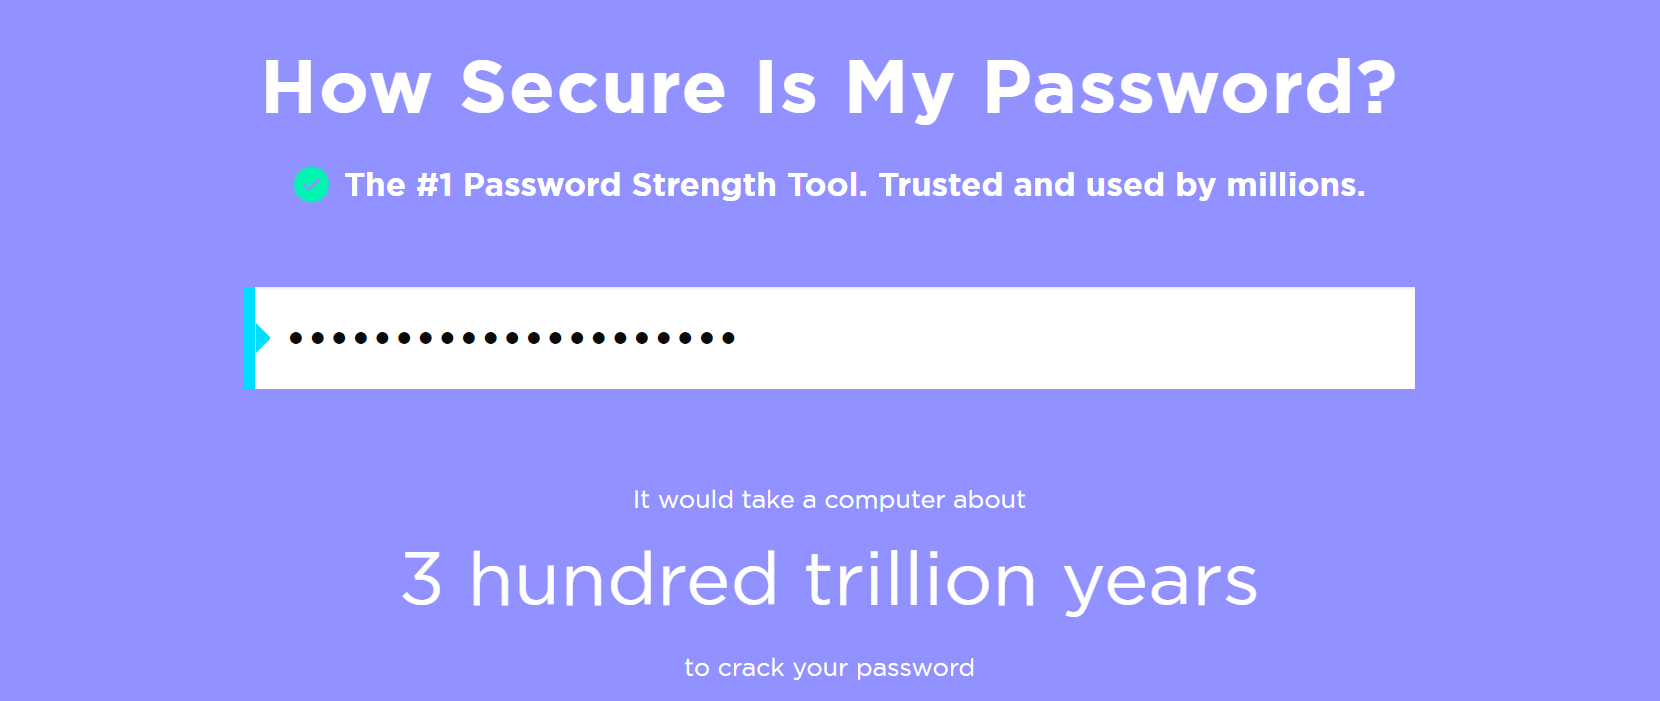 How Secure Is My Password?
The #1 Password Strength Tool. Trusted and used by millions.
•••••••••••••••••••••
It would take a computer about
3 hundred trillion years
to crack your password